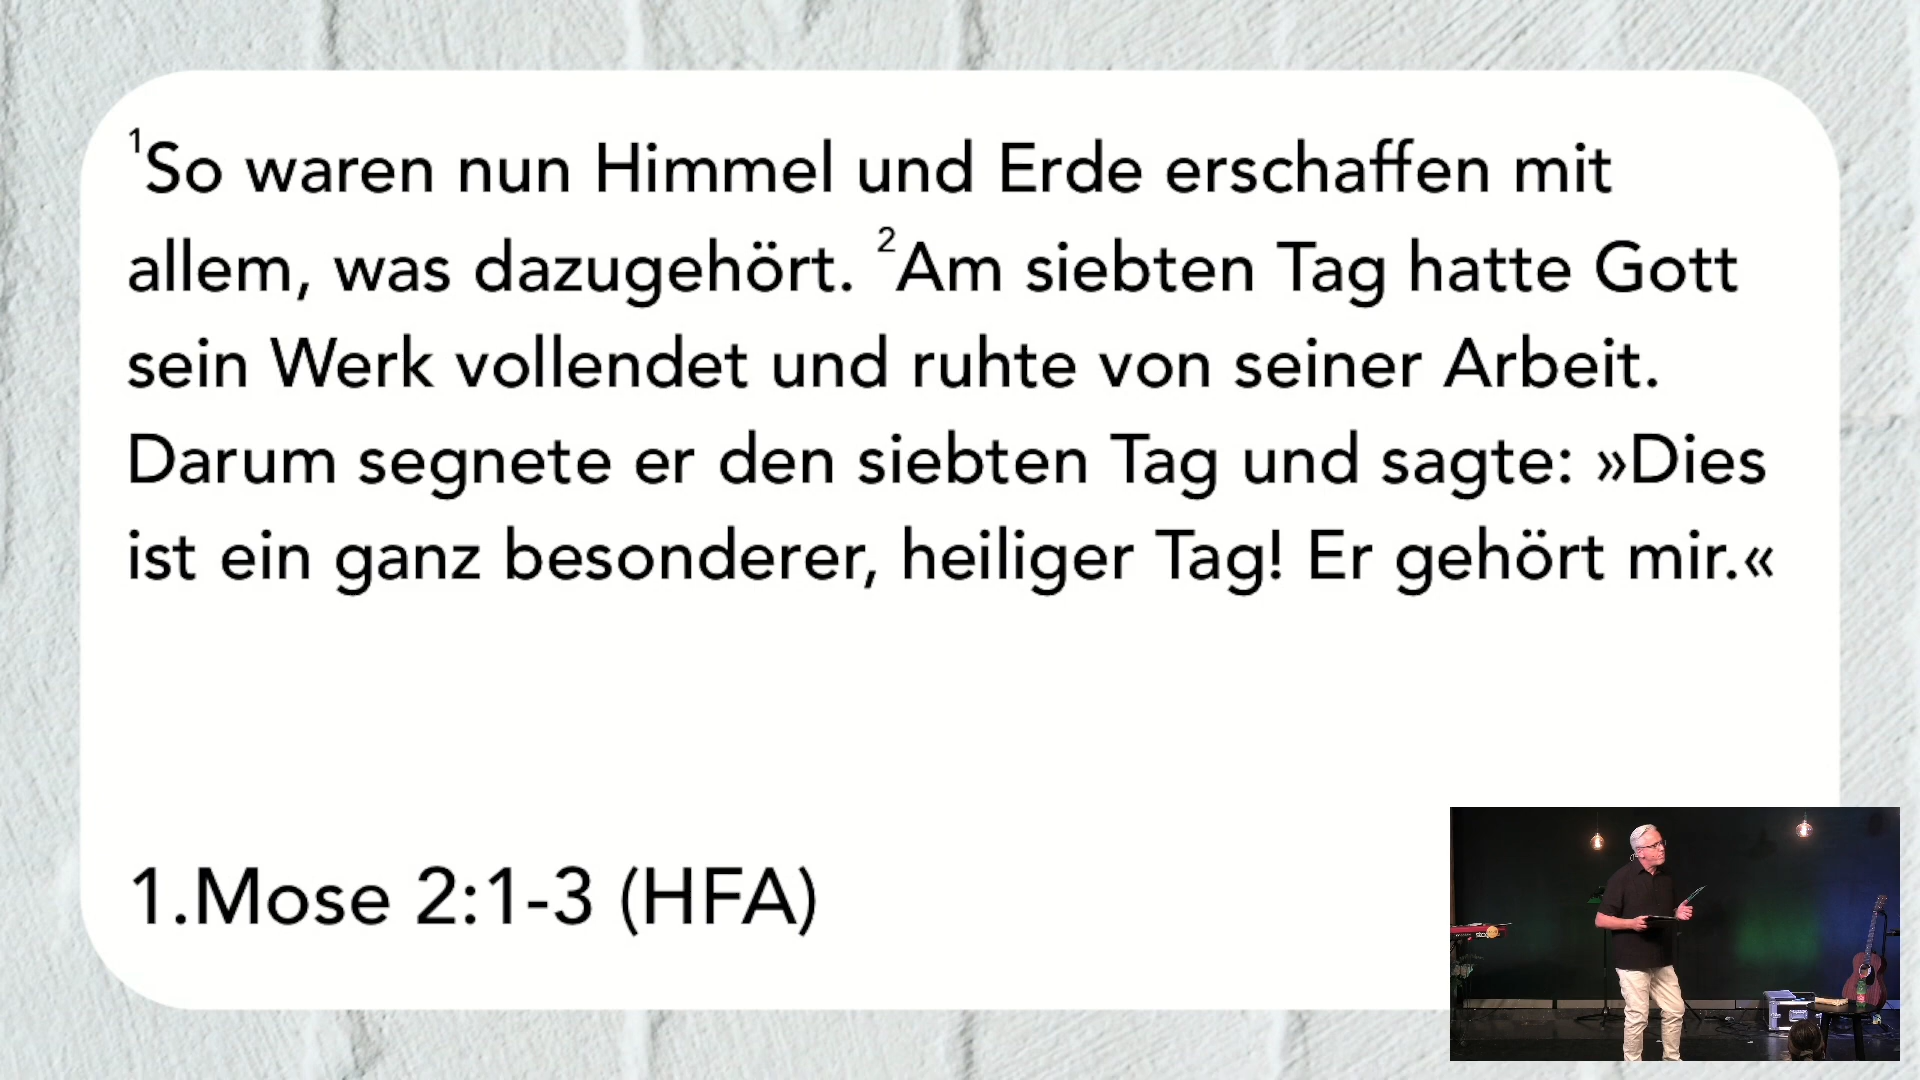 ¹So waren nun Himmel und Erde erschaffen mit
allem, was dazugehört. ²Am siebten Tag hatte Gott
sein Werk vollendet und ruhte von seiner Arbeit.
Darum segnete er den siebten Tag und sagte: »Dies
ist ein ganz besonderer, heiliger Tag! Er gehört mir.«
1.Mose 2:1-3 (HFA)